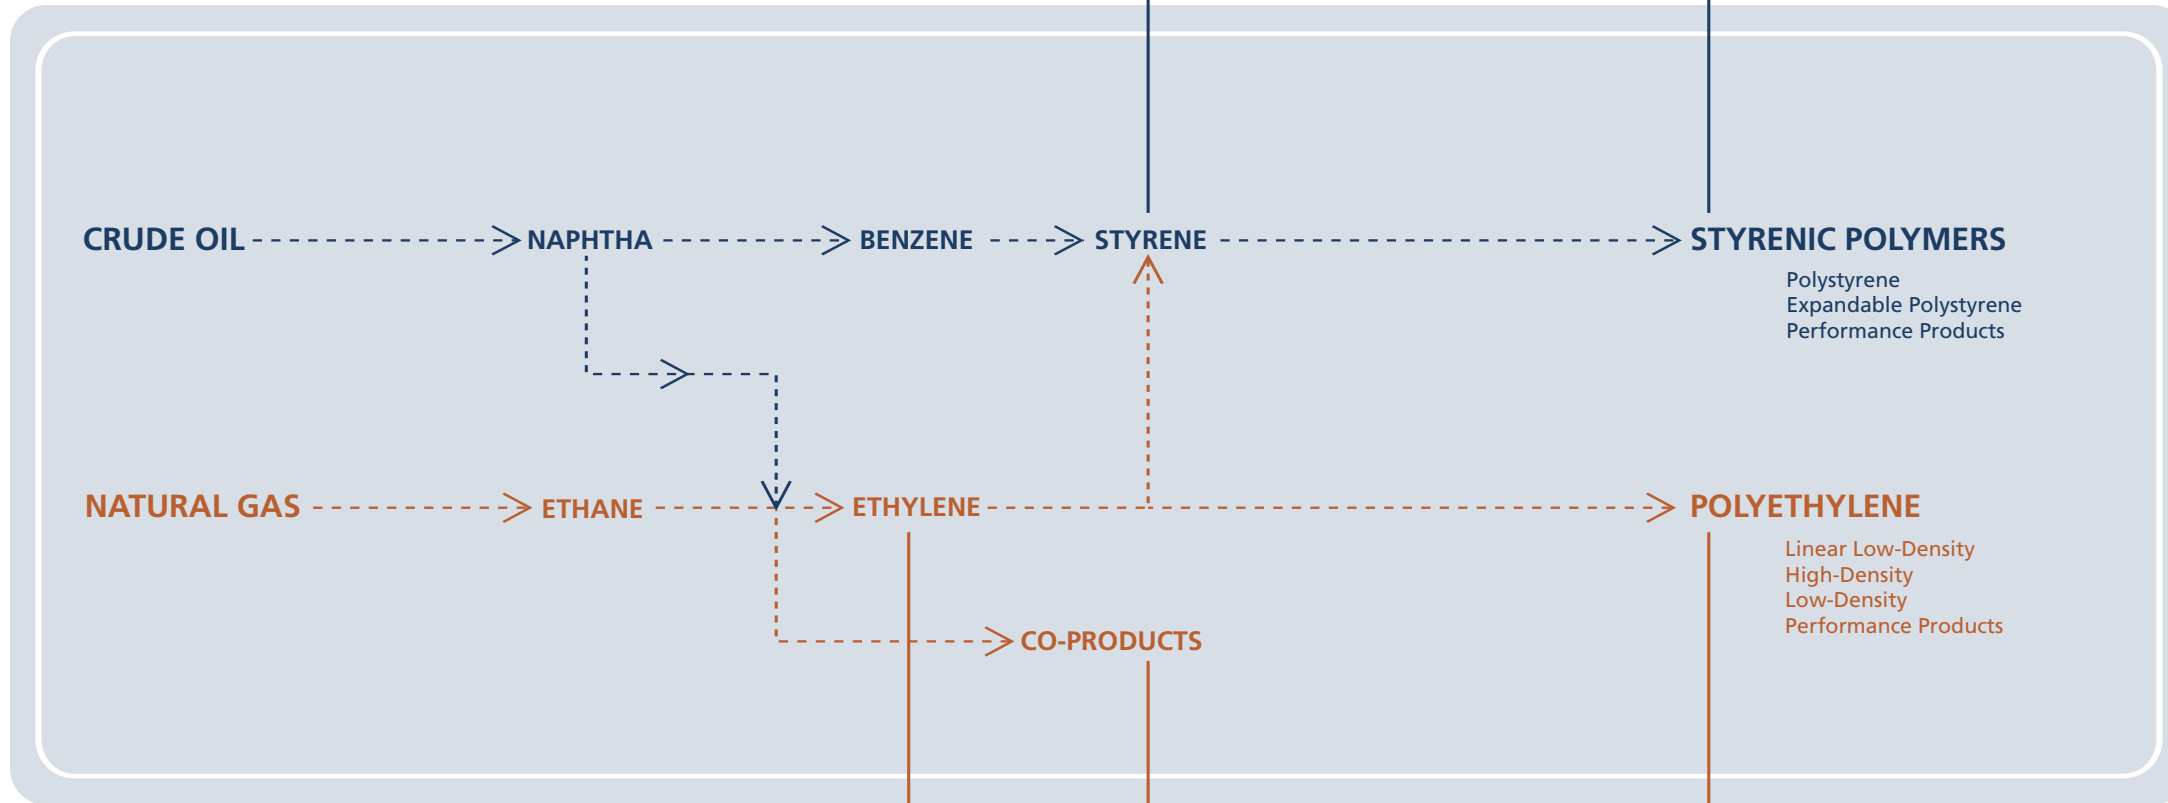 CRUDE OIL
NAPHTHA
BENZENE
STYRENE
STYRENIC POLYMERS
Polystyrene
Expandable Polystyrene
Performance Products
NATURAL GAS
ETHANE
ETHYLENE
POLYETHYLENE
Linear Low-Density
High-Density
Low-Density
Performance Products
CO-PRODUCTS